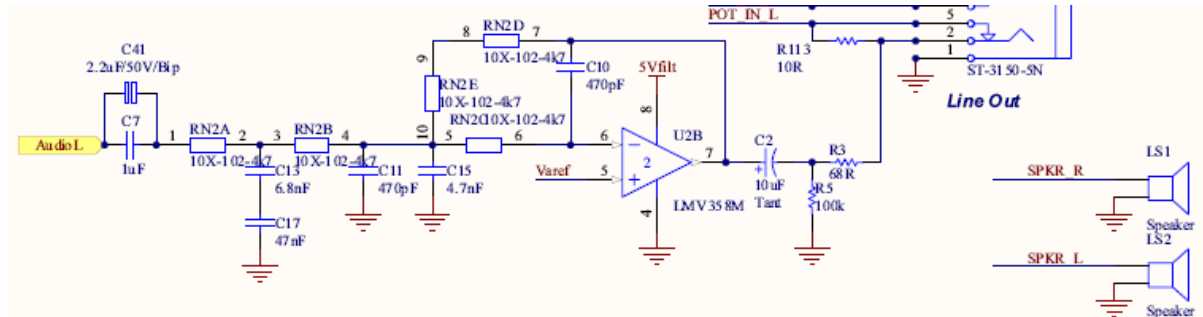 POT_IN_L
5
2
1
R113
10R
ST-3150-5N
Line Out
C41
2.2uF/50V/Bip
8
RN2D
7
10X-102-4k7
9
RN2E
10X-102-4k7
10
C10
470pF
5Vfilt
8
AudioL
C7
1uF
1
RN2A
2
10X-102-4k7
3
RN2B
4
10X-102-4k7
5
RN2C
10X-102-4k7
6
C13
6.8nF
C11
470pF
C15
4.7nF
C17
47nF
Varef
6
5
2
U2B
7
4
LMV358M
C2
+
10uF
Tant
R3
68R
R5
100k
SPKR_R
LS1
Speaker
SPKR_L
LS2
Speaker